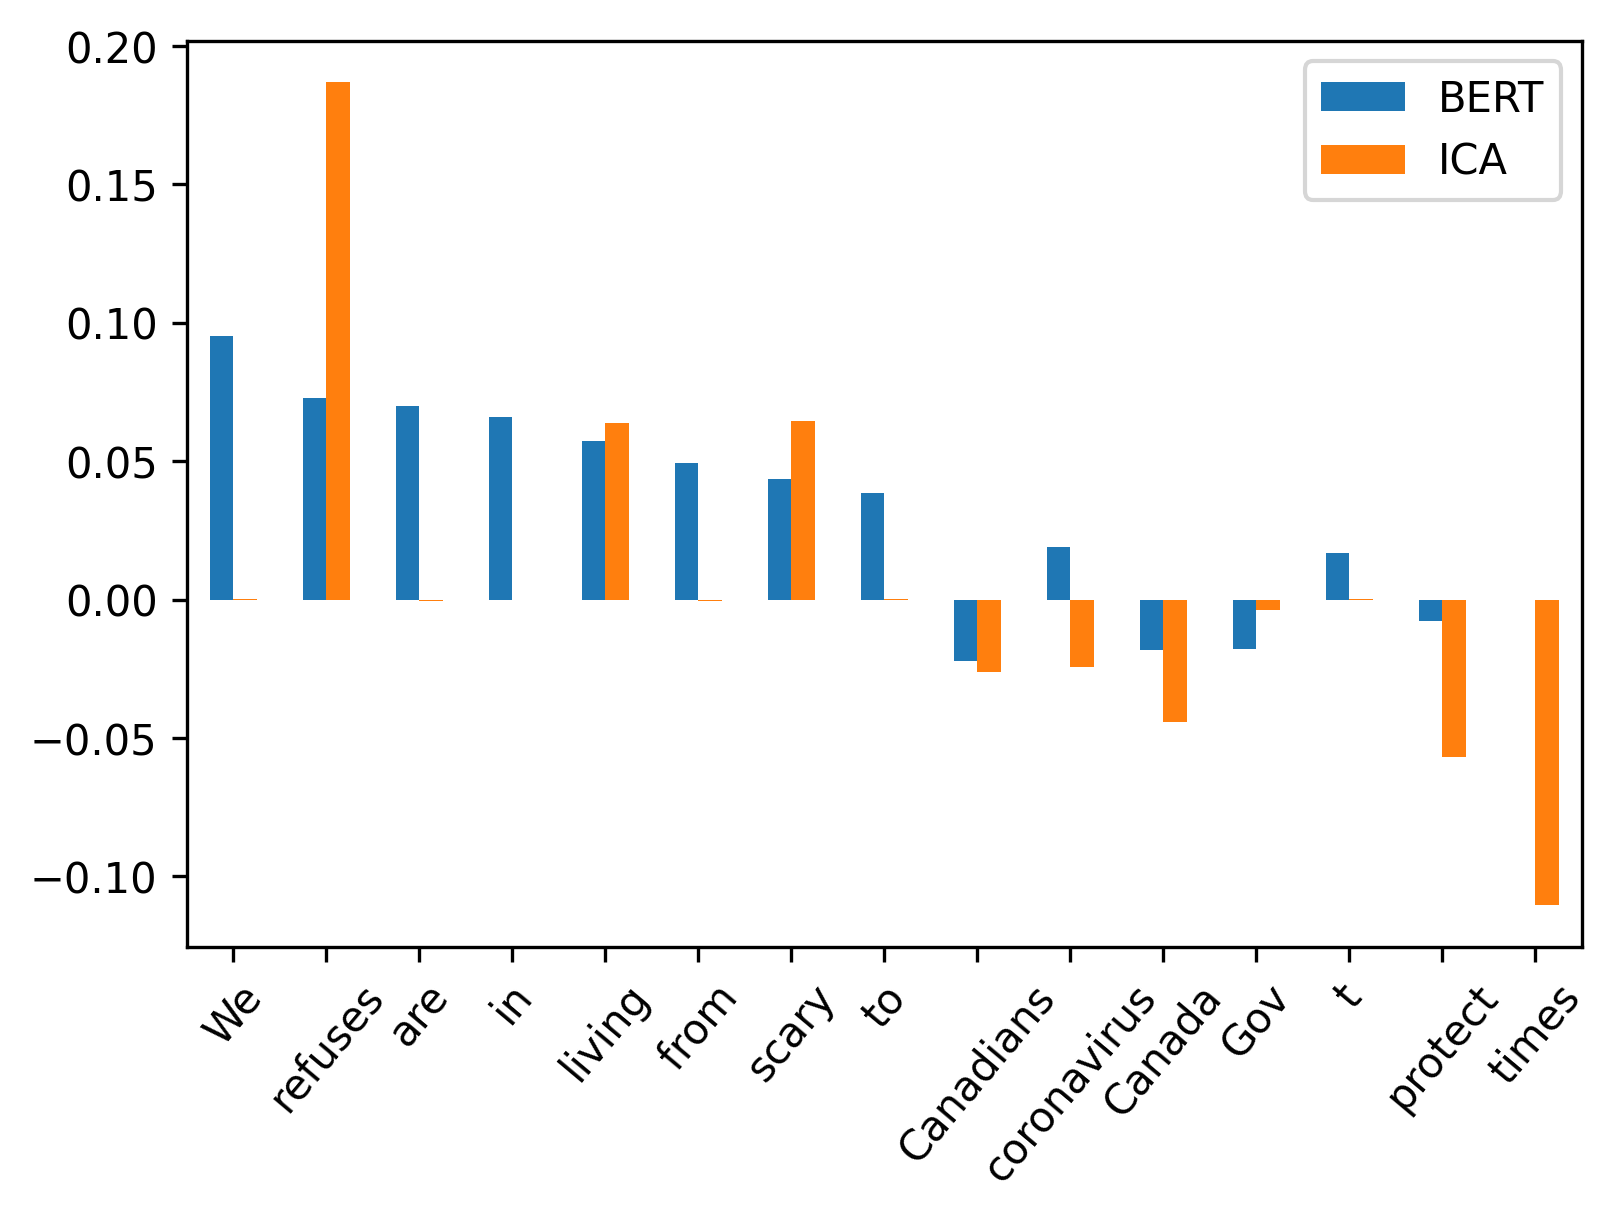 0.20
0.15
0.10
0.05
0.00
−0.05
−0.10
BERT
ICA
We
refuses
are
in
living
from
scary
to
Canadians
coronavirus
Canada
Gov
t
protect
times